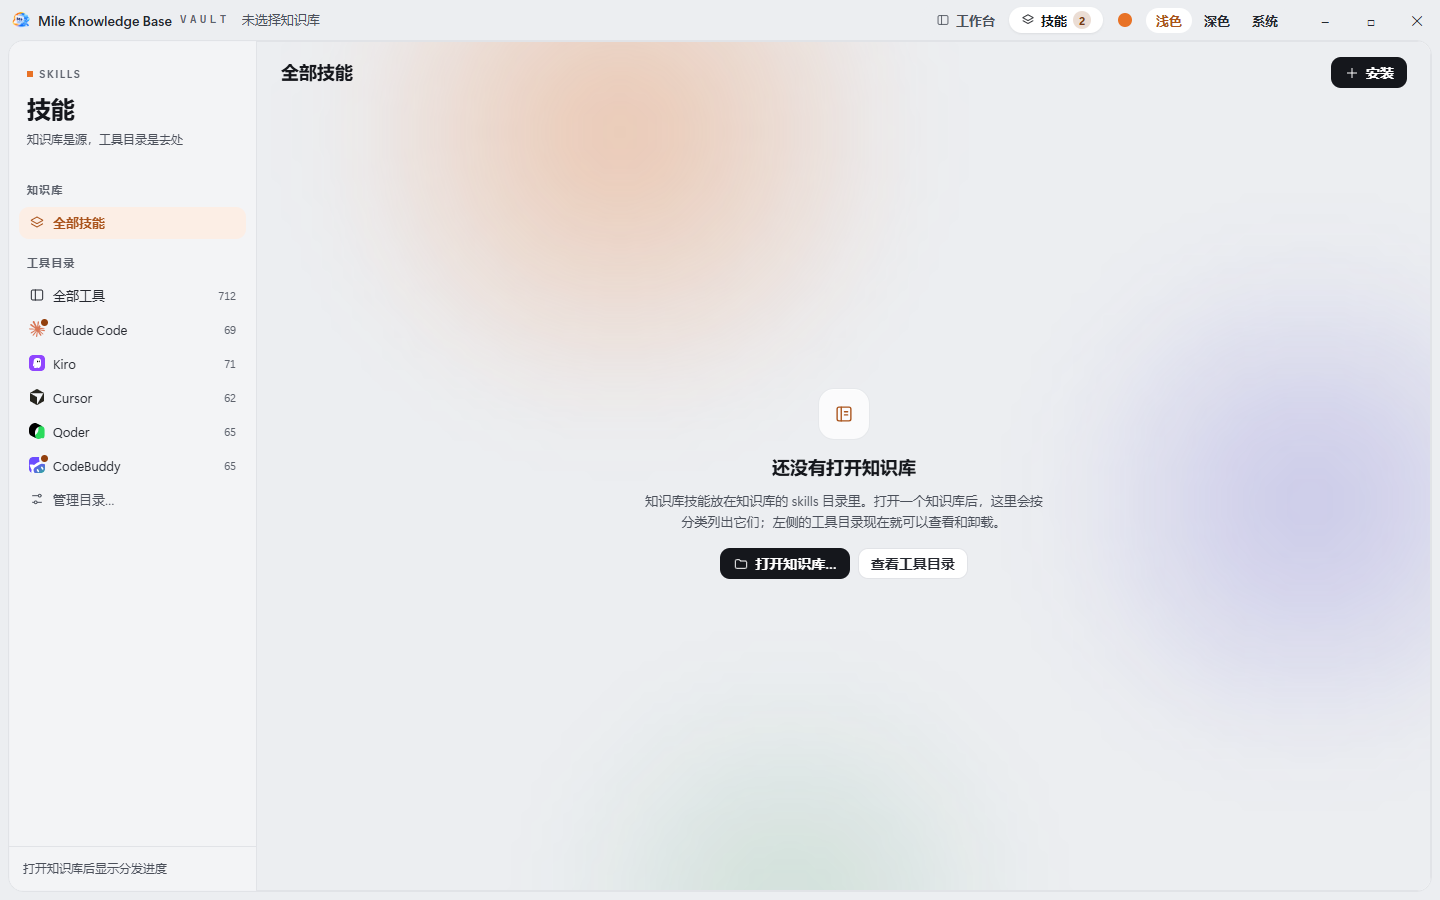 Mile Knowledge Base VAULT 未选择知识库
工作台 技能 2 浅色 深色 系统
SKILLS
技能
知识库是源，工具目录是去处
知识库
全部技能
工具目录
全部工具 712
Claude Code 69
Kiro 71
Cursor 62
Qoder 65
CodeBuddy 65
管理目录...
打开知识库后显示分发进度
全部技能
安装
还没有打开知识库
知识库技能放在知识库的 skills 目录里。打开一个知识库后，这里会按
分类列出它们；左侧的工具目录现在就可以查看和卸载。
打开知识库... 查看工具目录